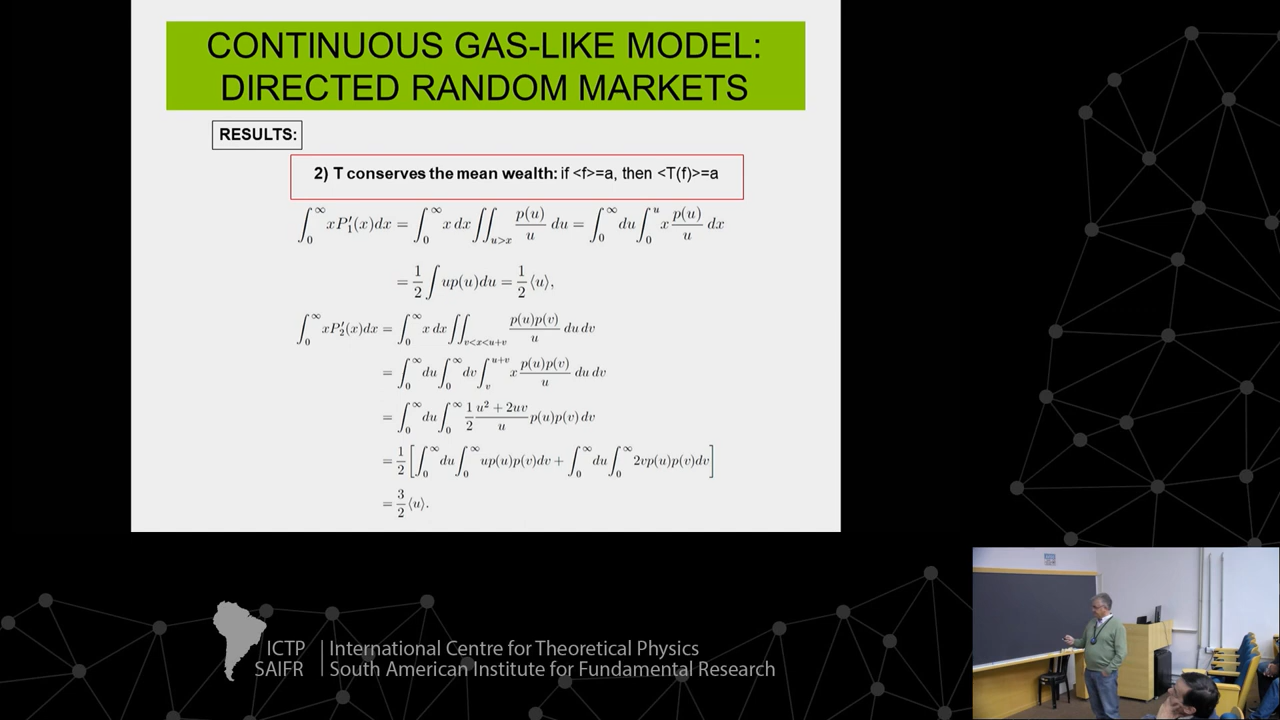 CONTINUOUS GAS-LIKE MODEL:
DIRECTED RANDOM MARKETS
RESULTS:
2) T conserves the mean wealth: if <f>=a, then <T(f)>=a
∫₀^∞ xP′₁(x)dx = ∫₀^∞ x dx ∬_{u>x} p(u)/u du = ∫₀^∞ du ∫₀^u x p(u)/u dx
= 1/2 ∫ up(u)du = 1/2 ⟨u⟩,
∫₀^∞ xP′₂(x)dx = ∫₀^∞ x dx ∬_{v<x<u+v} p(u)p(v)/u du dv
= ∫₀^∞ du ∫₀^∞ dv ∫_v^{u+v} x p(u)p(v)/u du dv
= ∫₀^∞ du ∫₀^∞ 1/2 u²+2uv/u p(u)p(v) dv
= 1/2 [∫₀^∞ du ∫₀^∞ up(u)p(v)dv + ∫₀^∞ du ∫₀^∞ 2vp(u)p(v)dv]
= 3/2 ⟨u⟩.
ICTP | International Centre for Theoretical Physics
SAIFR | South American Institute for Fundamental Research